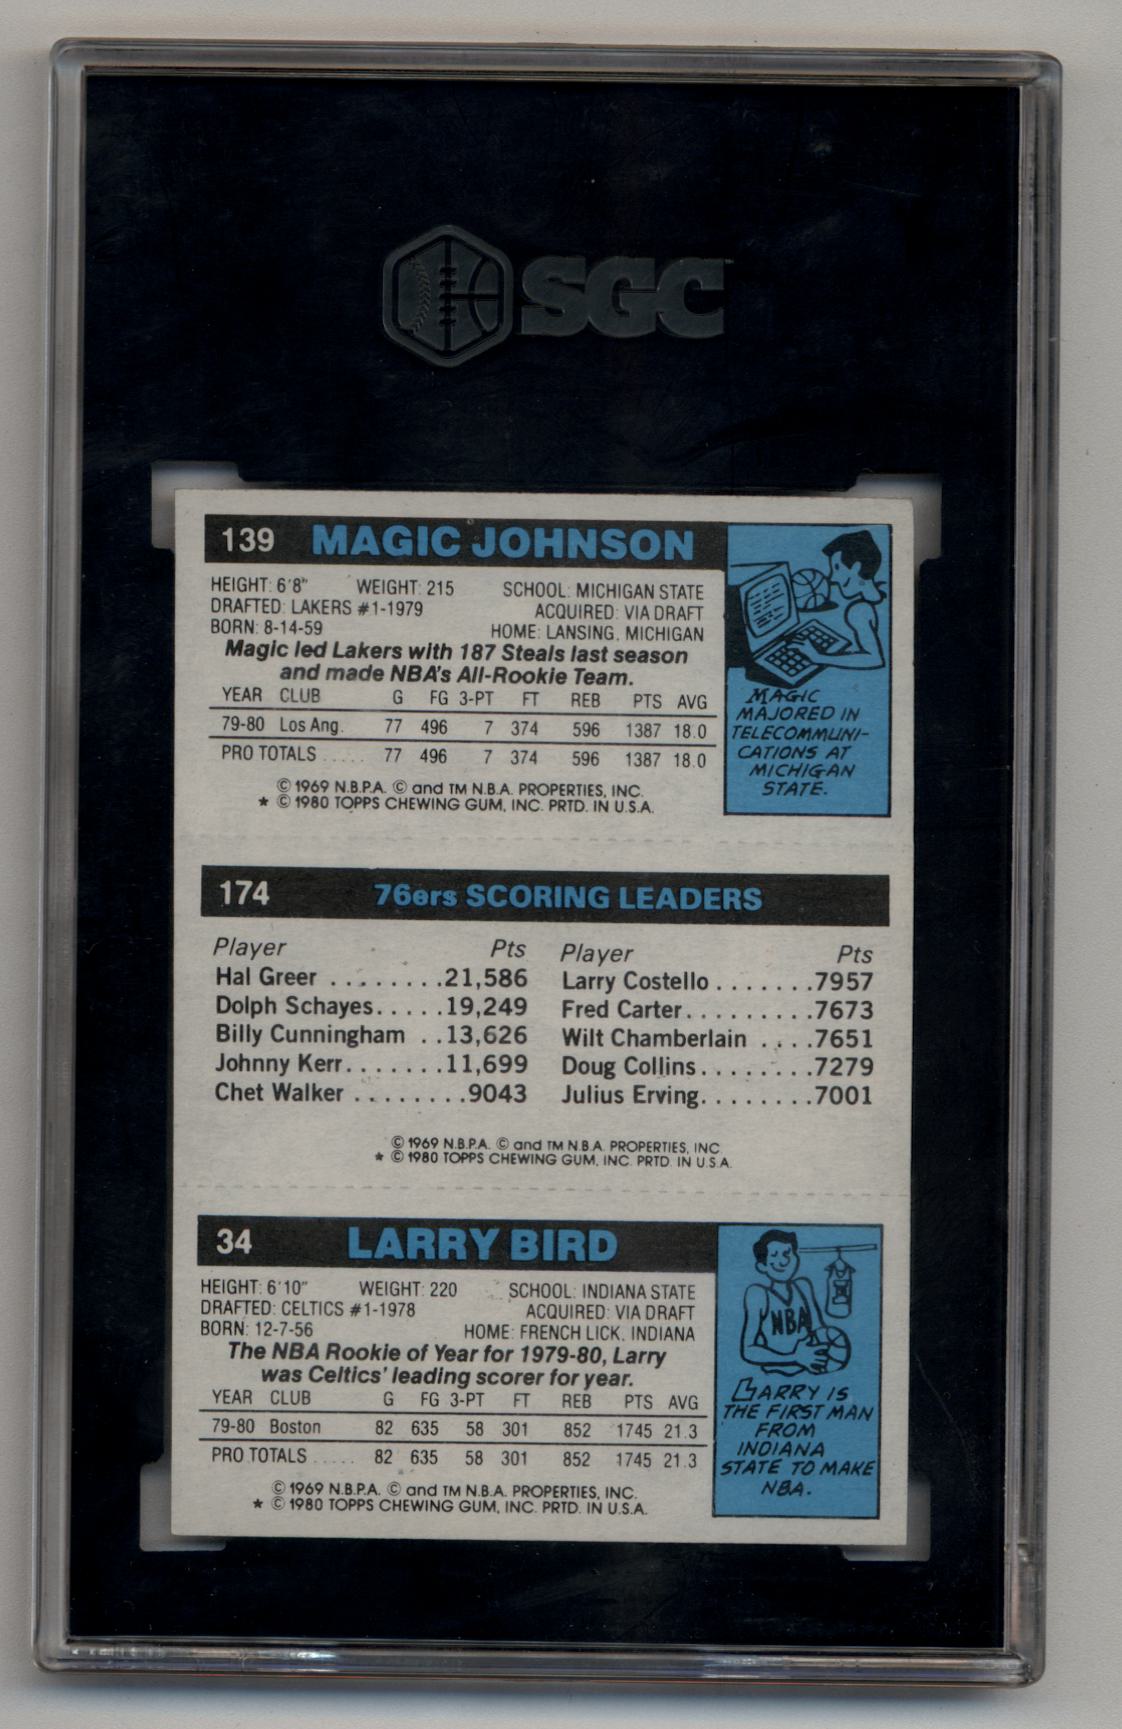 SGC
139 MAGIC JOHNSON
HEIGHT: 6'8" WEIGHT: 215 SCHOOL: MICHIGAN STATE
DRAFTED: LAKERS #1-1979 ACQUIRED: VIA DRAFT
BORN: 8-14-59 HOME: LANSING, MICHIGAN
Magic led Lakers with 187 Steals last season
and made NBA's All-Rookie Team.
YEAR CLUB G FG 3-PT FT REB PTS AVG
79-80 Los Ang. 77 496 7 374 596 1387 18.0
PRO TOTALS ..... 77 496 7 374 596 1387 18.0
© 1969 N.B.P.A. © and TM N.B.A. PROPERTIES, INC.
* © 1980 TOPPS CHEWING GUM, INC. PRTD. IN U.S.A.
MAGIC
MAJORED IN
TELECOMMUNI-
CATIONS AT
MICHIGAN
STATE.
174 76ers SCORING LEADERS
Player Pts Player Pts
Hal Greer ........21,586 Larry Costello .......7957
Dolph Schayes.....19,249 Fred Carter.........7673
Billy Cunningham ..13,626 Wilt Chamberlain ....7651
Johnny Kerr.......11,699 Doug Collins........7279
Chet Walker ........9043 Julius Erving........7001
© 1969 N.B.P.A. © and TM N.B.A. PROPERTIES, INC.
* © 1980 TOPPS CHEWING GUM, INC. PRTD. IN U.S.A.
34 LARRY BIRD
HEIGHT: 6'10" WEIGHT: 220 SCHOOL: INDIANA STATE
DRAFTED: CELTICS #1-1978 ACQUIRED: VIA DRAFT
BORN: 12-7-56 HOME: FRENCH LICK, INDIANA
The NBA Rookie of Year for 1979-80, Larry
was Celtics' leading scorer for year.
YEAR CLUB G FG 3-PT FT REB PTS AVG
79-80 Boston 82 635 58 301 852 1745 21.3
PRO TOTALS ..... 82 635 58 301 852 1745 21.3
© 1969 N.B.P.A. © and TM N.B.A. PROPERTIES, INC.
* © 1980 TOPPS CHEWING GUM, INC. PRTD. IN U.S.A.
NBA
LARRY IS
THE FIRST MAN
FROM
INDIANA
STATE TO MAKE
NBA.